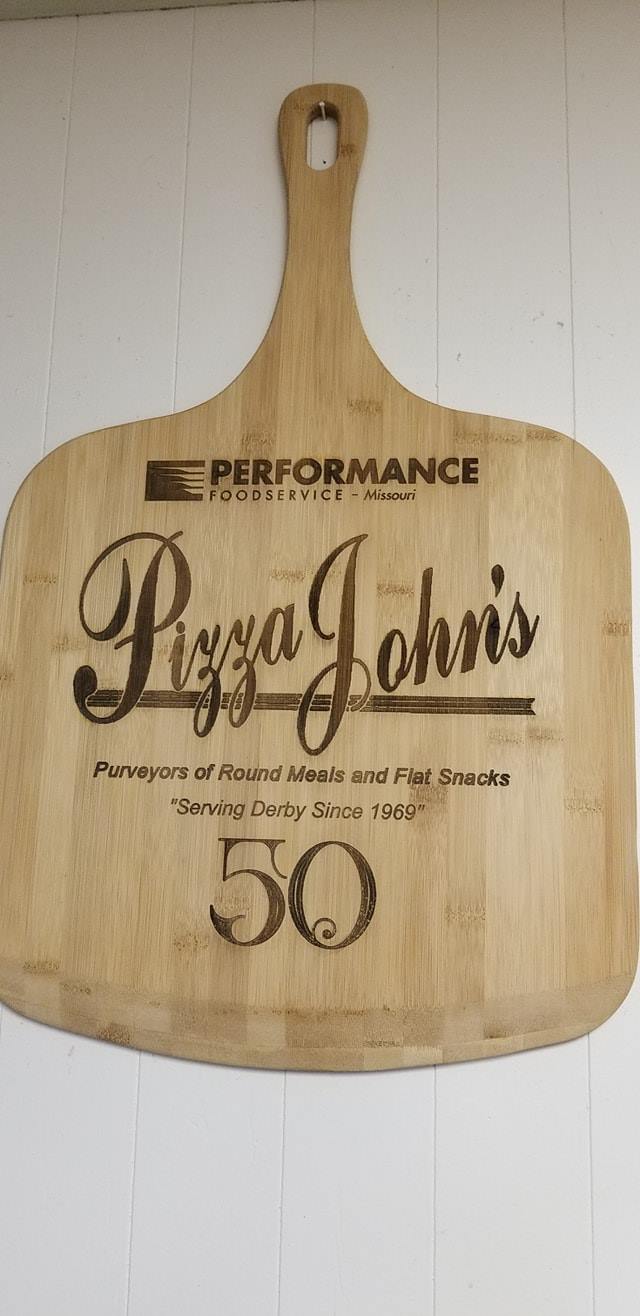 PERFORMANCE
FOODSERVICE - Missouri
Pizza John's
Purveyors of Round Meals and Flat Snacks
"Serving Derby Since 1969"
50